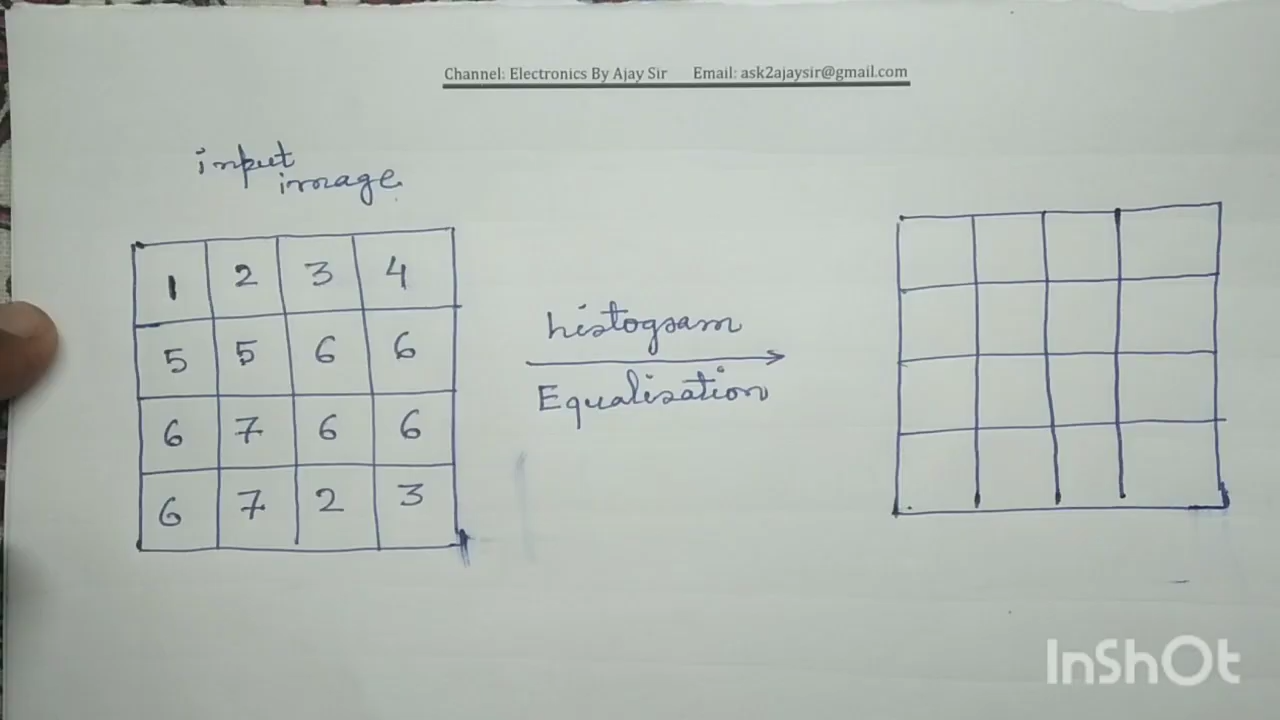 Channel: Electronics By Ajay Sir Email: ask2ajaysir@gmail.com
input
image
1 2 3 4
5 5 6 6
6 7 6 6
6 7 2 3
histogram
Equalisation
InShOt